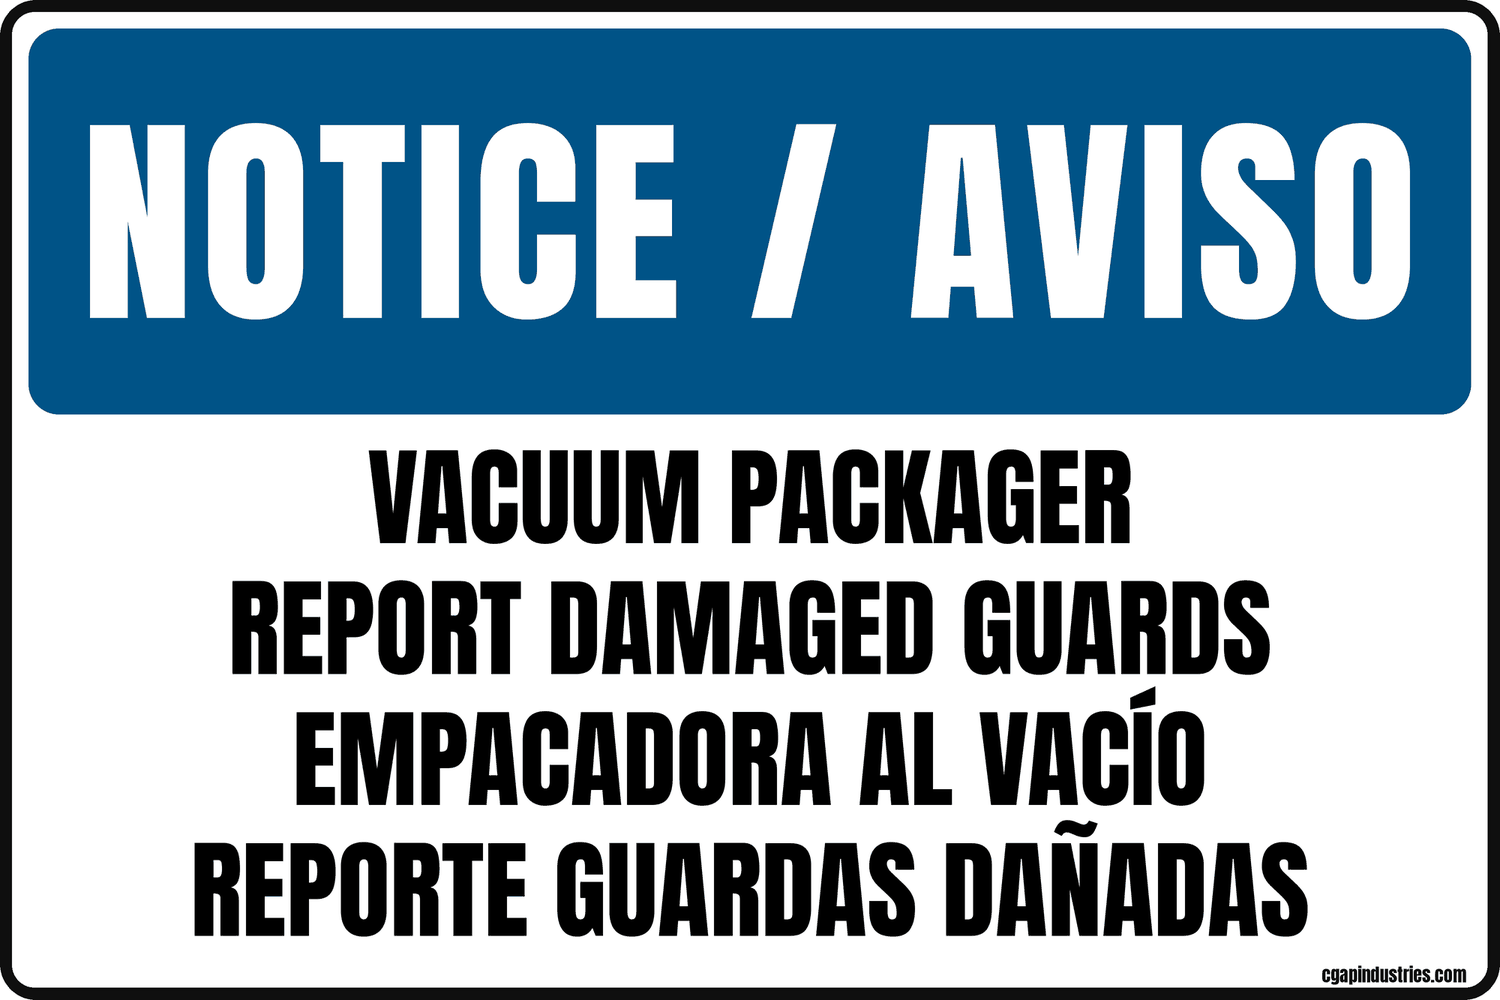 NOTICE / AVISO
VACUUM PACKAGER
REPORT DAMAGED GUARDS
EMPACADORA AL VACÍO
REPORTE GUARDAS DAÑADAS
cgapindustries.com